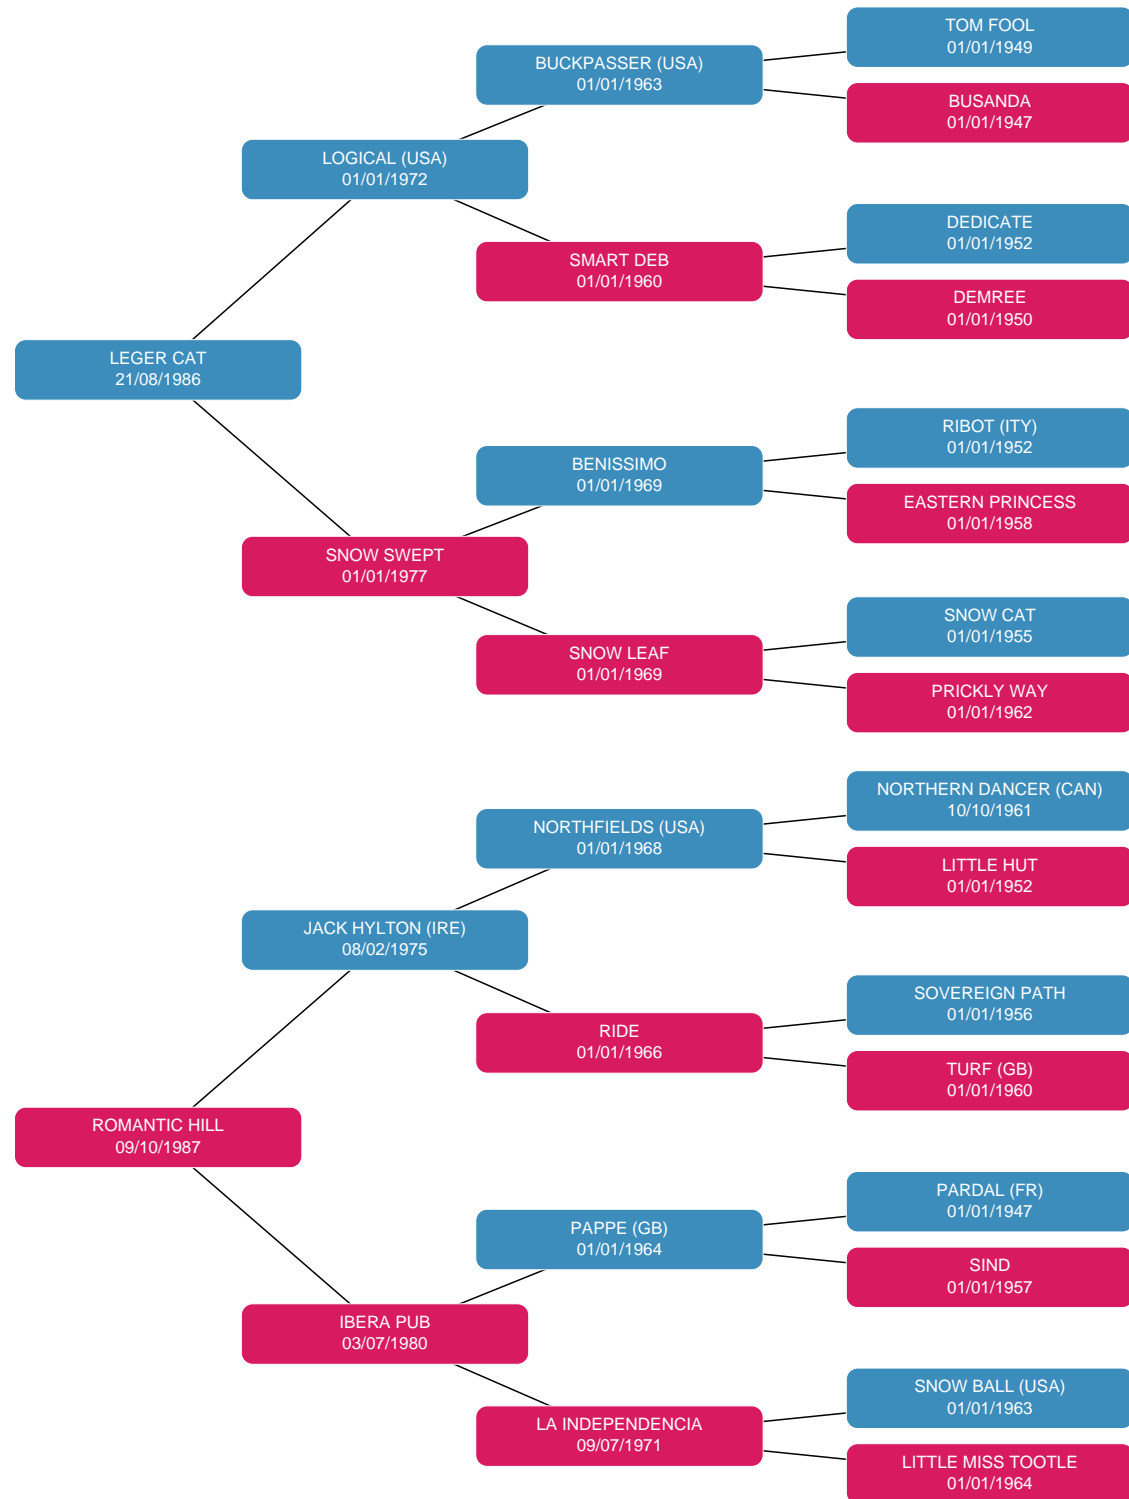 TOM FOOL
01/01/1949
BUCKPASSER (USA)
01/01/1963
BUSANDA
01/01/1947
LOGICAL (USA)
01/01/1972
DEDICATE
01/01/1952
SMART DEB
01/01/1960
DEMREE
01/01/1950
LEGER CAT
21/08/1986
RIBOT (ITY)
01/01/1952
BENISSIMO
01/01/1969
EASTERN PRINCESS
01/01/1958
SNOW SWEPT
01/01/1977
SNOW CAT
01/01/1955
SNOW LEAF
01/01/1969
PRICKLY WAY
01/01/1962
NORTHERN DANCER (CAN)
10/10/1961
NORTHFIELDS (USA)
01/01/1968
LITTLE HUT
01/01/1952
JACK HYLTON (IRE)
08/02/1975
SOVEREIGN PATH
01/01/1956
RIDE
01/01/1966
TURF (GB)
01/01/1960
ROMANTIC HILL
09/10/1987
PARDAL (FR)
01/01/1947
PAPPE (GB)
01/01/1964
SIND
01/01/1957
IBERA PUB
03/07/1980
SNOW BALL (USA)
01/01/1963
LA INDEPENDENCIA
09/07/1971
LITTLE MISS TOOTLE
01/01/1964